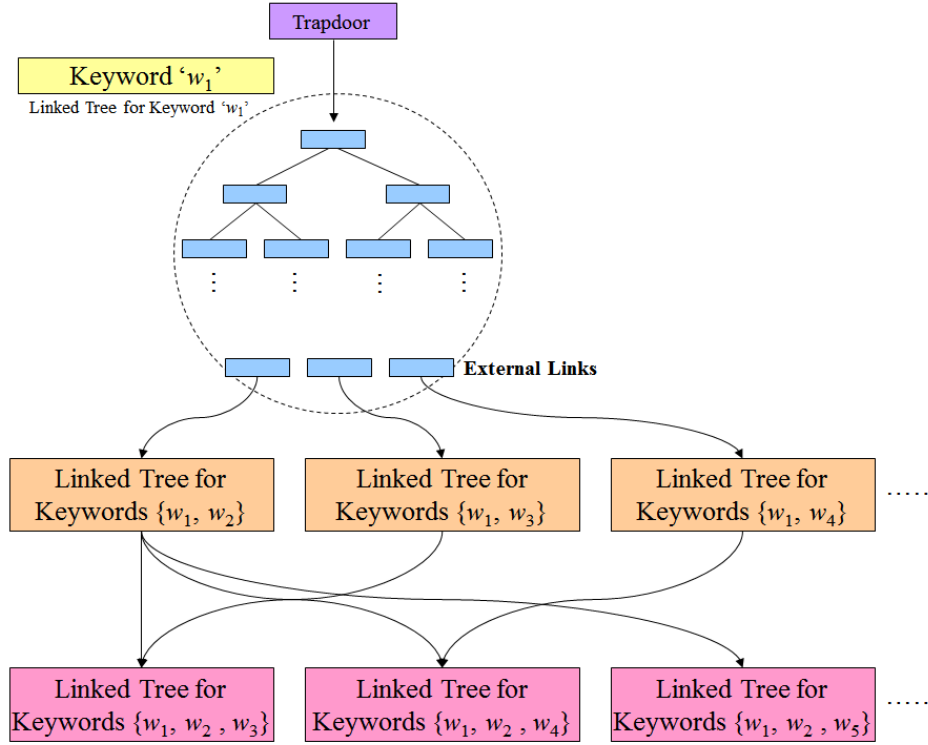 Trapdoor
Keyword ‘w1’
Linked Tree for Keyword ‘w1’
External Links
Linked Tree for
Keywords {w1, w2}
Linked Tree for
Keywords {w1, w3}
Linked Tree for
Keywords {w1, w4}
.....
Linked Tree for
Keywords {w1, w2 , w3}
Linked Tree for
Keywords {w1, w2 , w4}
Linked Tree for
Keywords {w1, w2 , w5}
.....